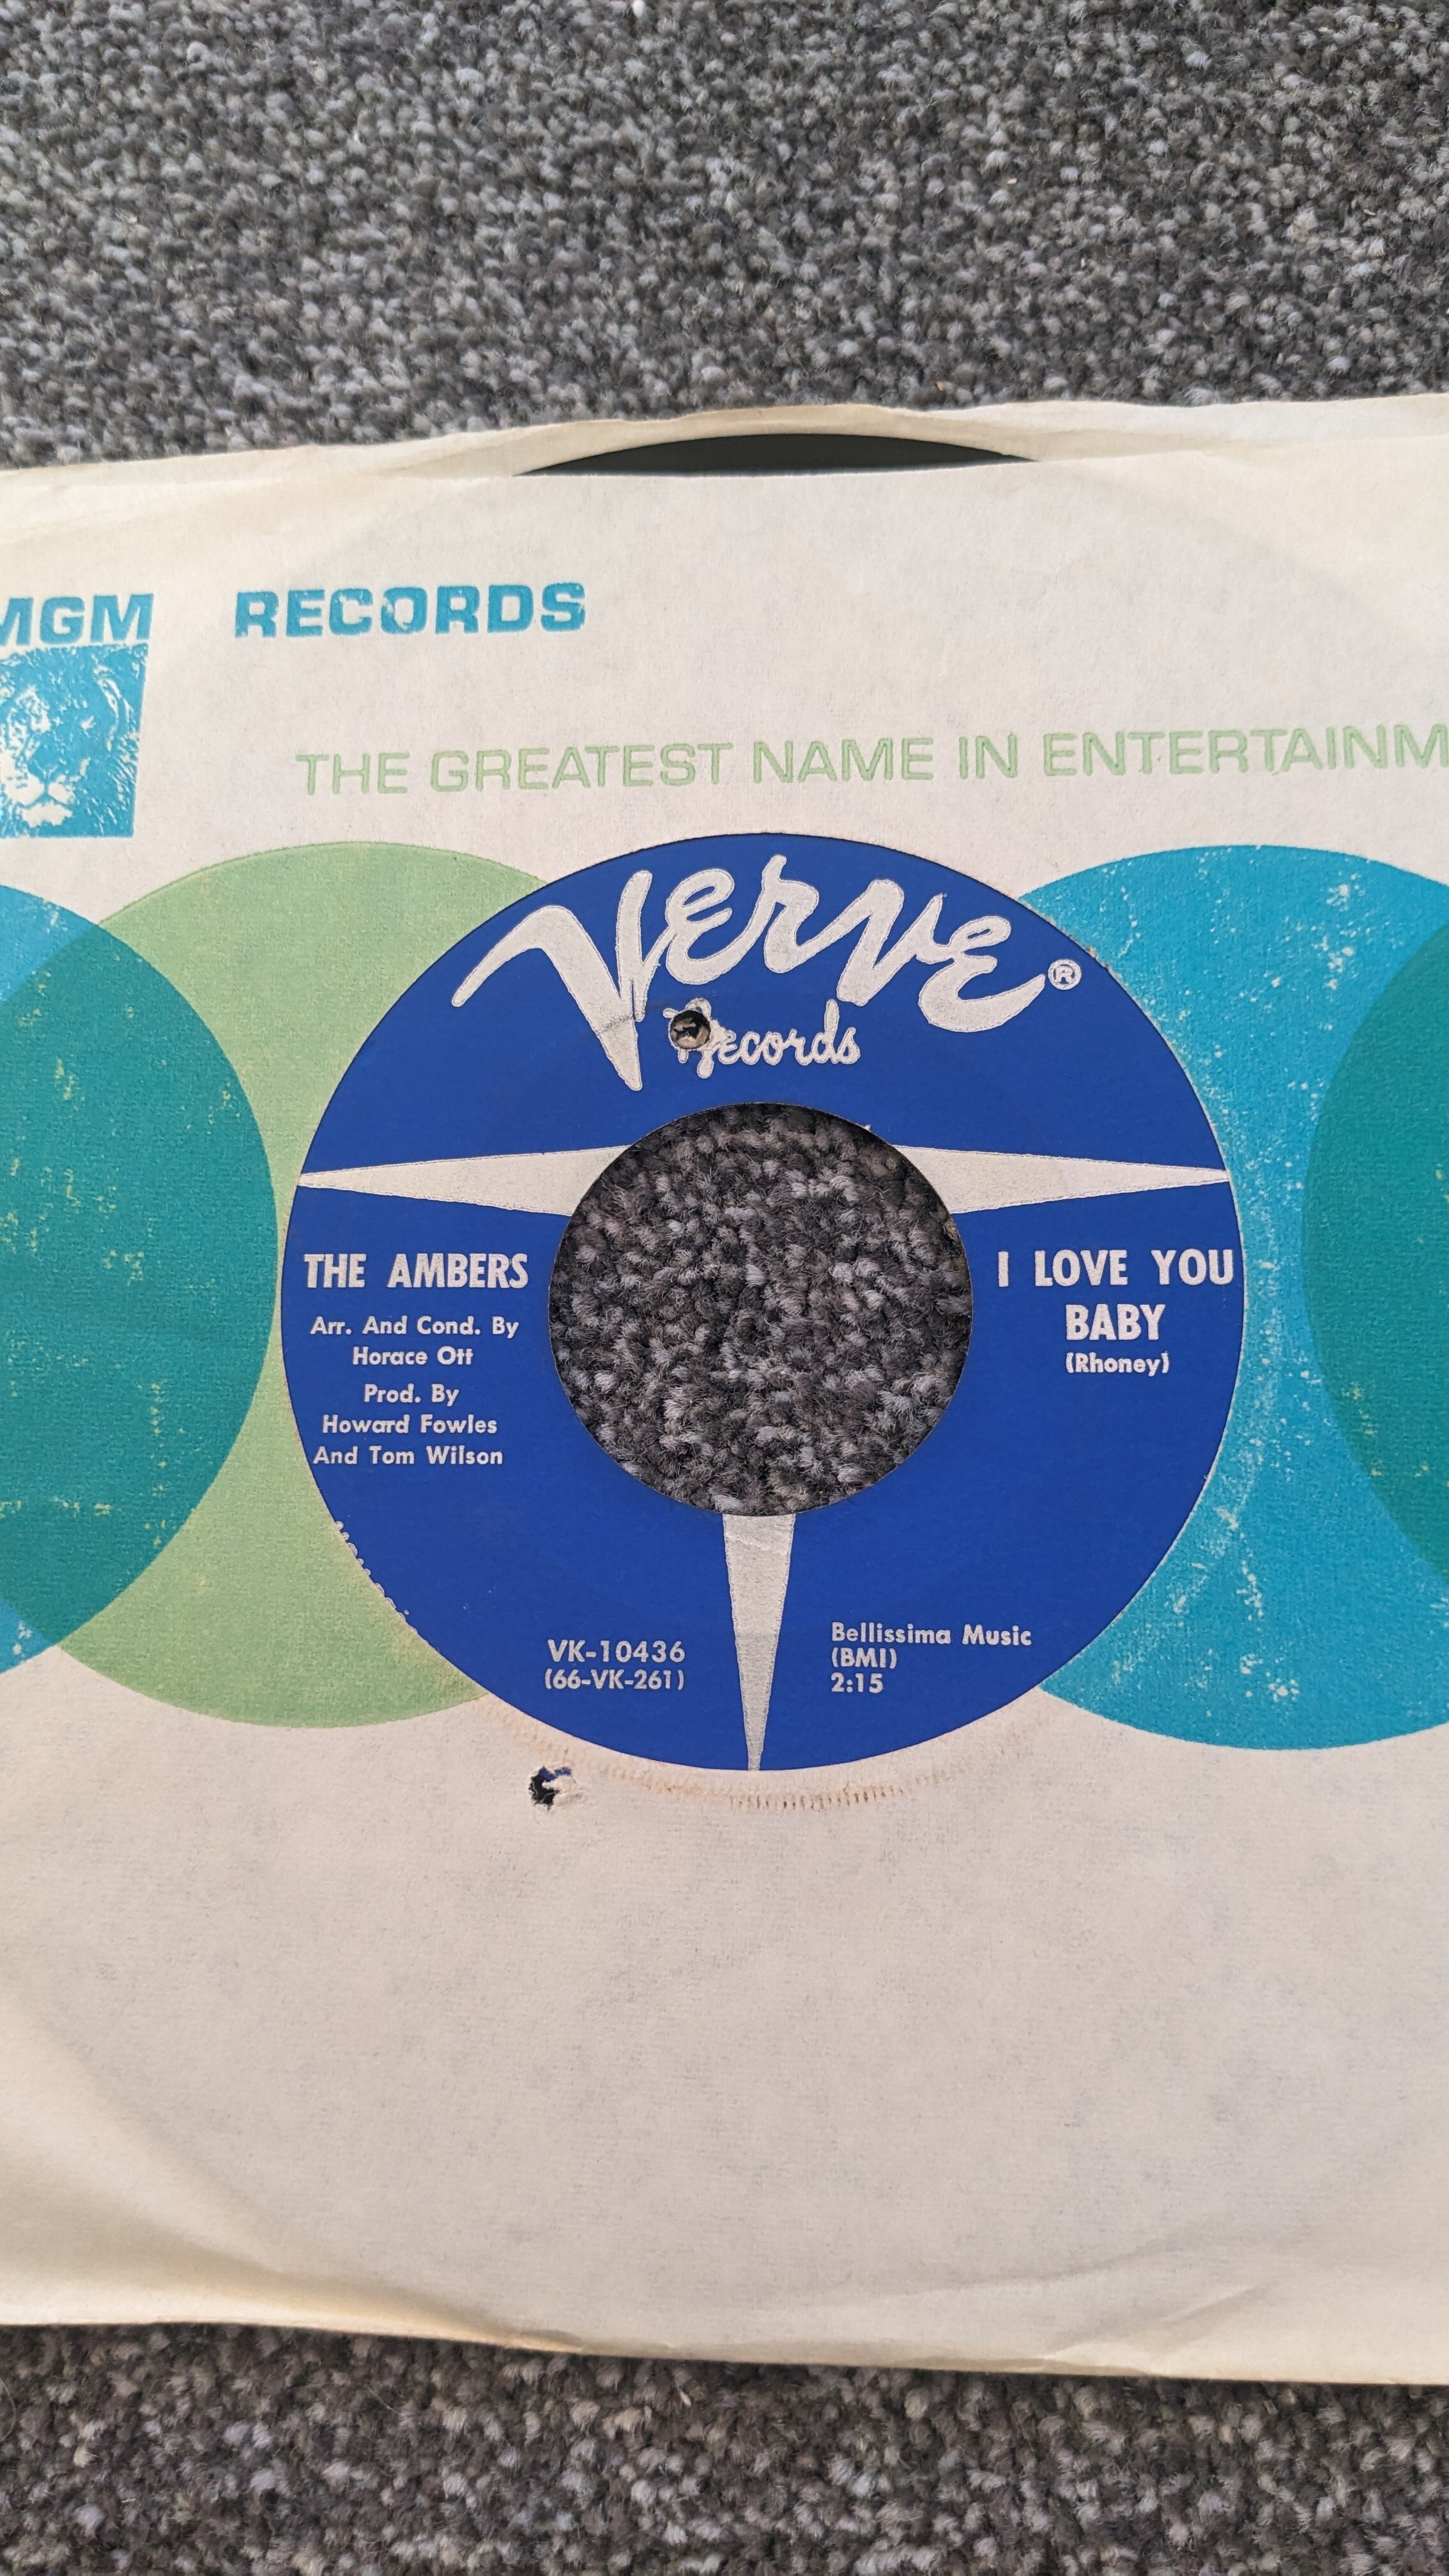 MGM RECORDS
THE GREATEST NAME IN ENTERTAINM
Verve ®
Records
THE AMBERS
Arr. And Cond. By
Horace Ott
Prod. By
Howard Fowles
And Tom Wilson
I LOVE YOU
BABY
(Rhoney)
VK-10436
(66-VK-261)
Bellissima Music
(BMI)
2:15